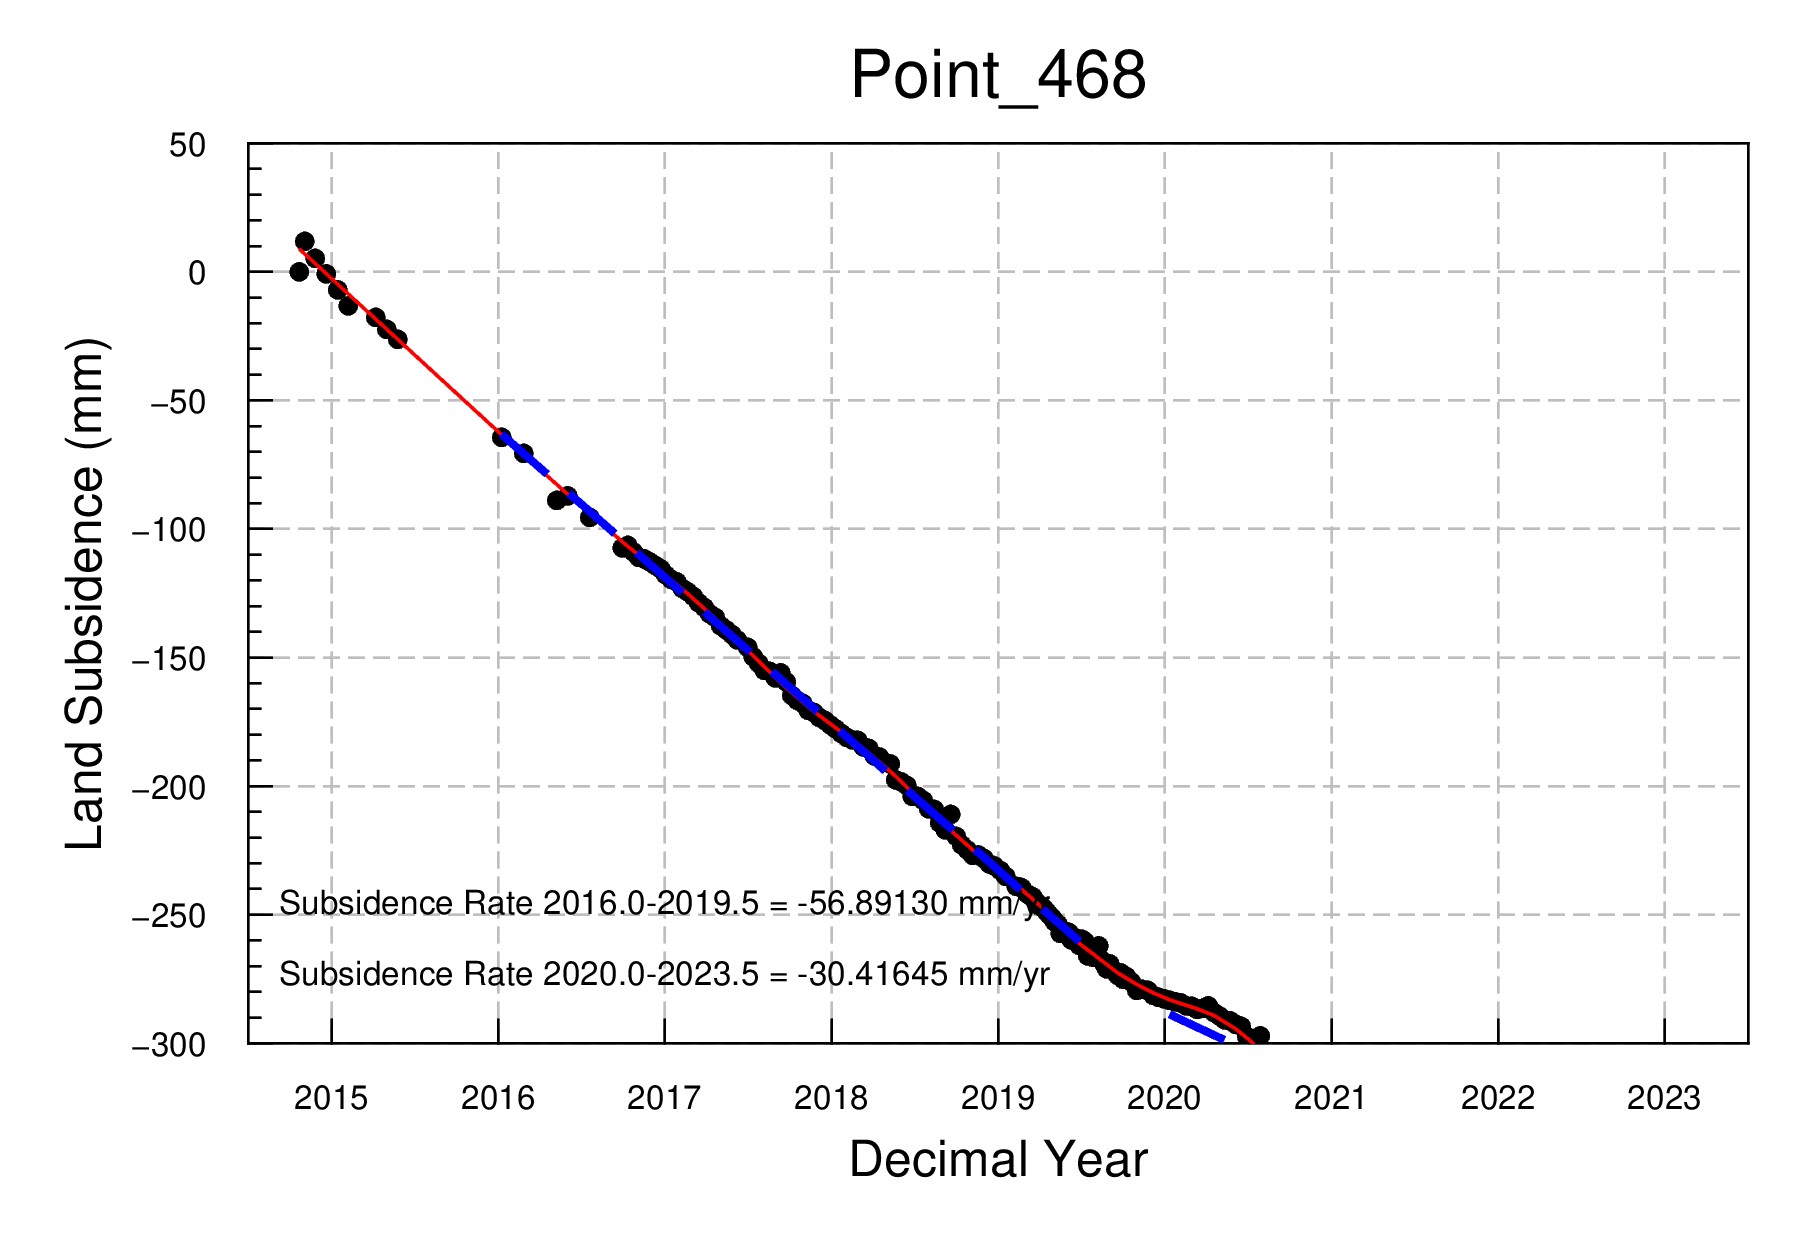 Point_468
50
0
−50
−100
−150
−200
−250
−300
Land Subsidence (mm)
Subsidence Rate 2016.0-2019.5 = -56.89130 mm/yr
Subsidence Rate 2020.0-2023.5 = -30.41645 mm/yr
2015 2016 2017 2018 2019 2020 2021 2022 2023
Decimal Year